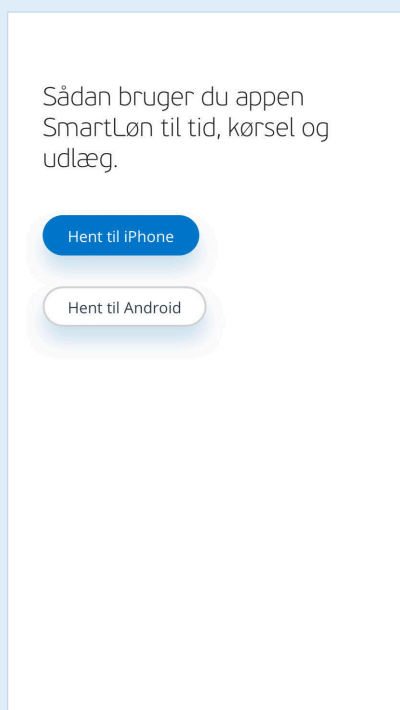 Sådan bruger du appen
SmartLøn til tid, kørsel og
udlæg.
Hent til iPhone
Hent til Android